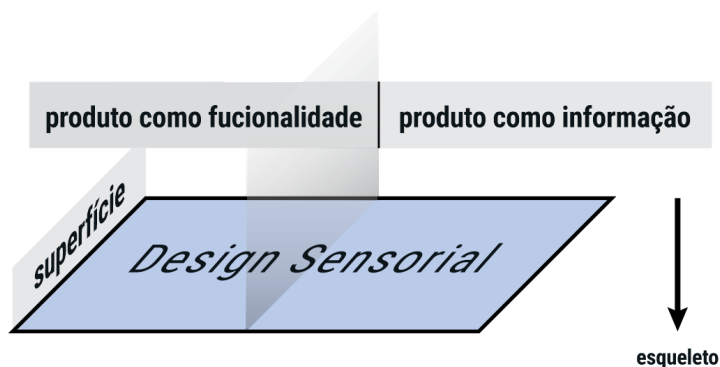 produto como fucionalidade
produto como informação
superfície
Design Sensorial
esqueleto